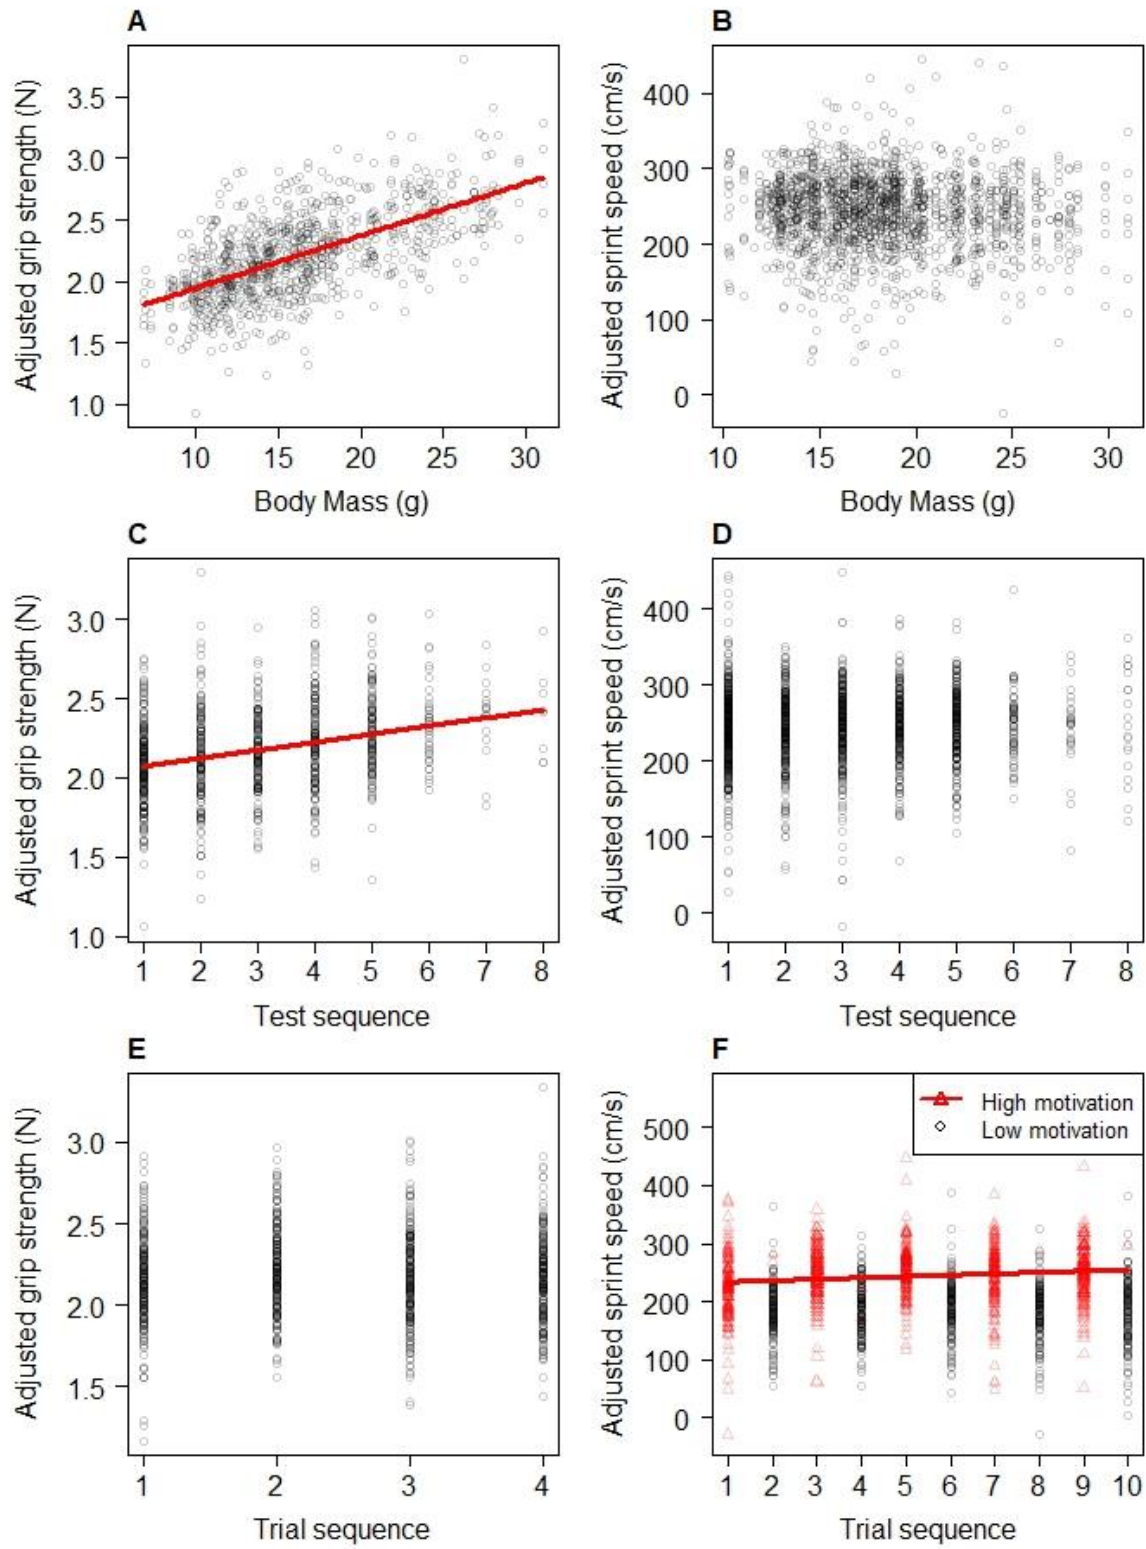 A
Adjusted grip strength (N)
3.5
3.0
2.5
2.0
1.5
1.0
10 15 20 25 30
Body Mass (g)
B
Adjusted sprint speed (cm/s)
400
300
200
100
0
10 15 20 25 30
Body Mass (g)
C
Adjusted grip strength (N)
3.0
2.5
2.0
1.5
1.0
1 2 3 4 5 6 7 8
Test sequence
D
Adjusted sprint speed (cm/s)
400
300
200
100
0
1 2 3 4 5 6 7 8
Test sequence
E
Adjusted grip strength (N)
3.0
2.5
2.0
1.5
1 2 3 4
Trial sequence
F
Adjusted sprint speed (cm/s)
High motivation
Low motivation
500
400
300
200
100
0
1 2 3 4 5 6 7 8 9 10
Trial sequence